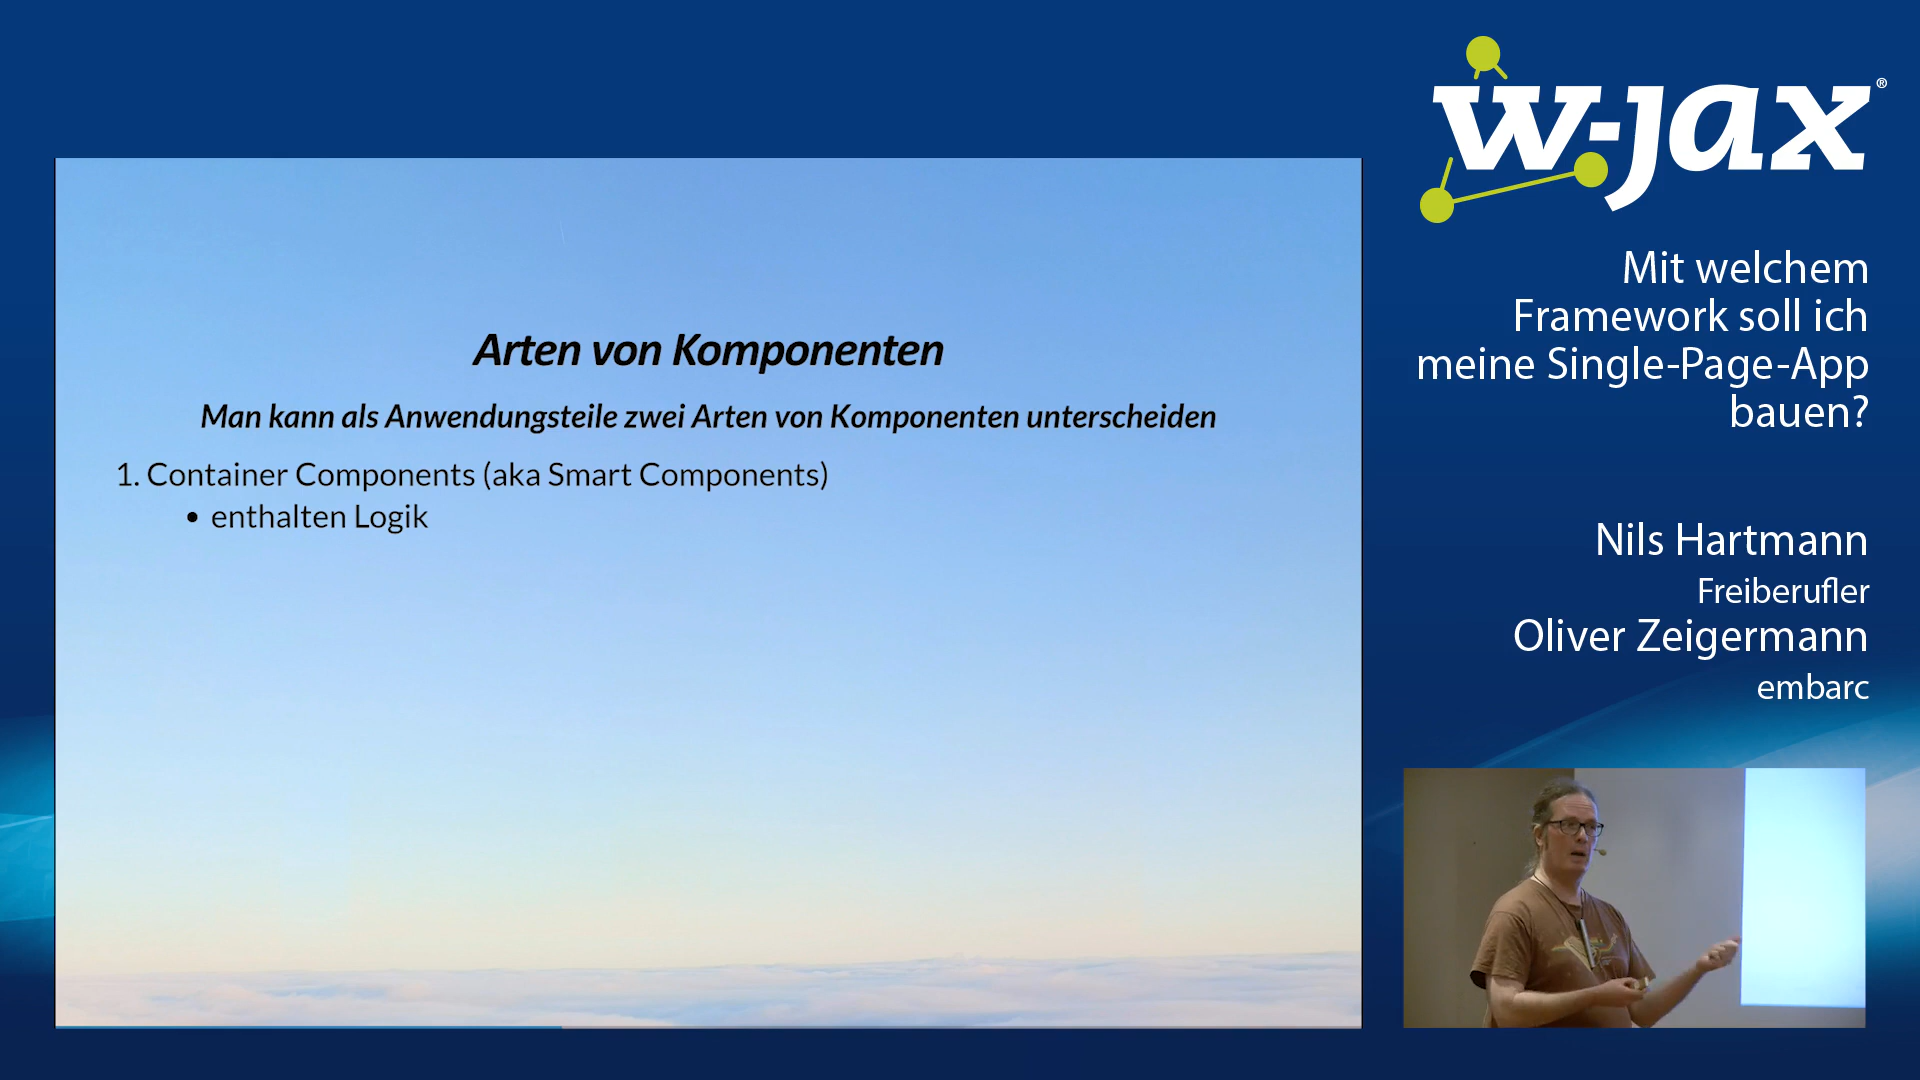 w-jax®
Mit welchem
Framework soll ich
meine Single-Page-App
bauen?
Nils Hartmann
Freiberufler
Oliver Zeigermann
embarc
Arten von Komponenten
Man kann als Anwendungsteile zwei Arten von Komponenten unterscheiden
1. Container Components (aka Smart Components)
• enthalten Logik